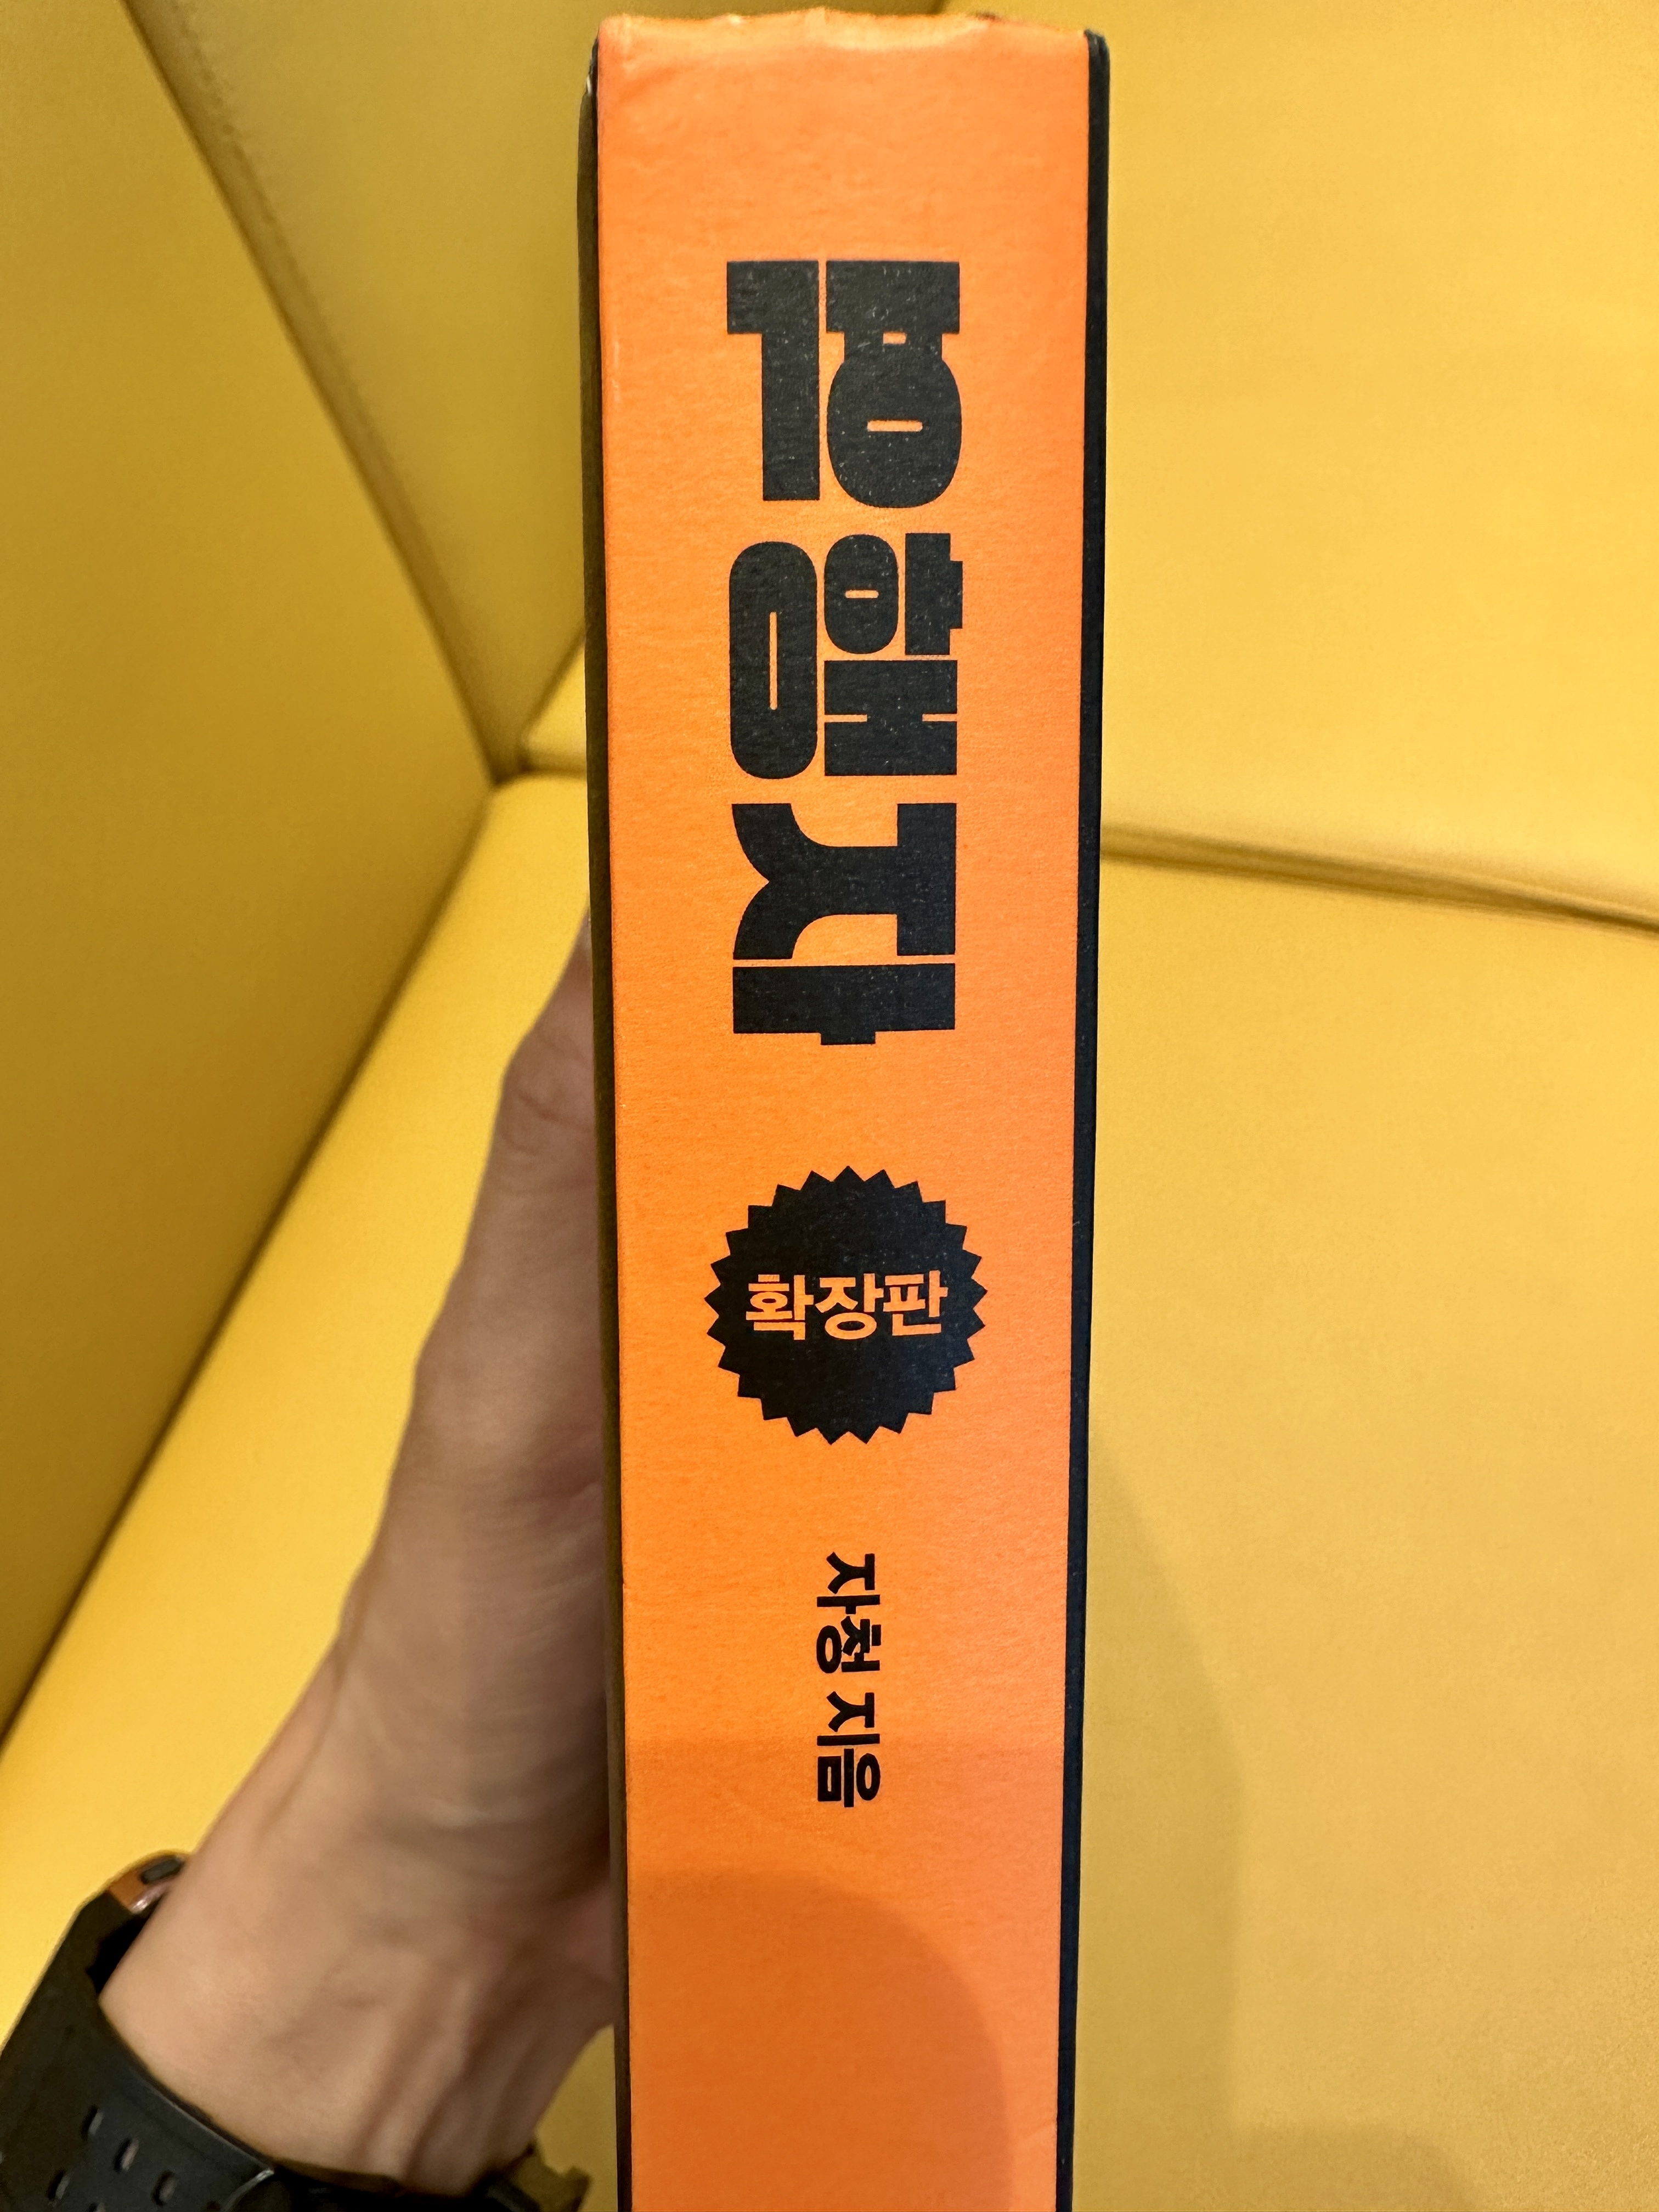 역행자
확장판
자청 지음